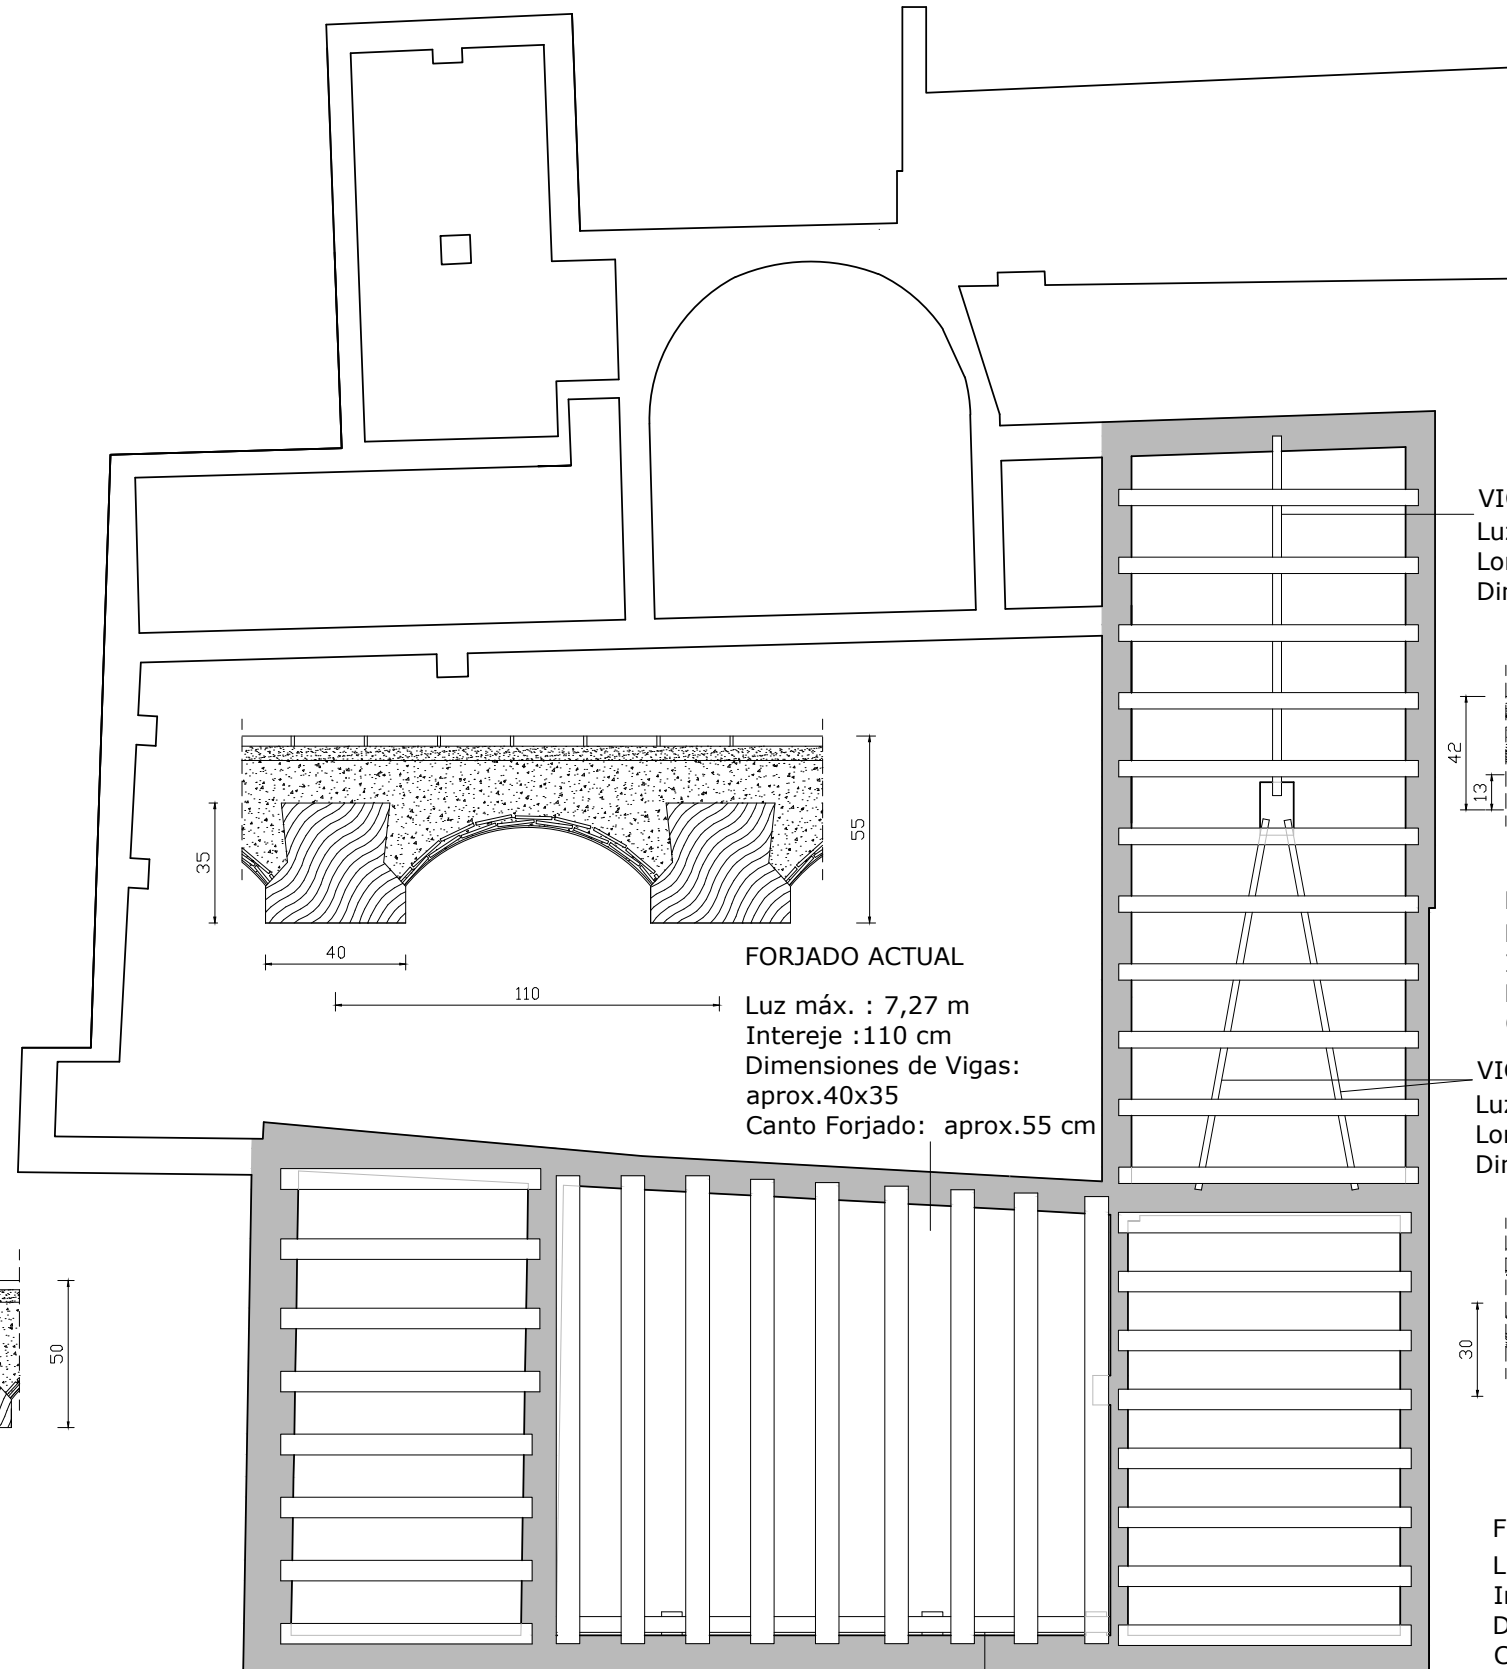 35
40
110
55
FORJADO ACTUAL
Luz máx. : 7,27 m
Intereje :110 cm
Dimensiones de Vigas:
aprox.40x35
Canto Forjado: aprox.55 cm
42
13
50
30